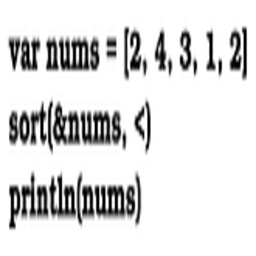 var nums = [2, 4, 3, 1, 2]
sort(&nums, <)
println(nums)